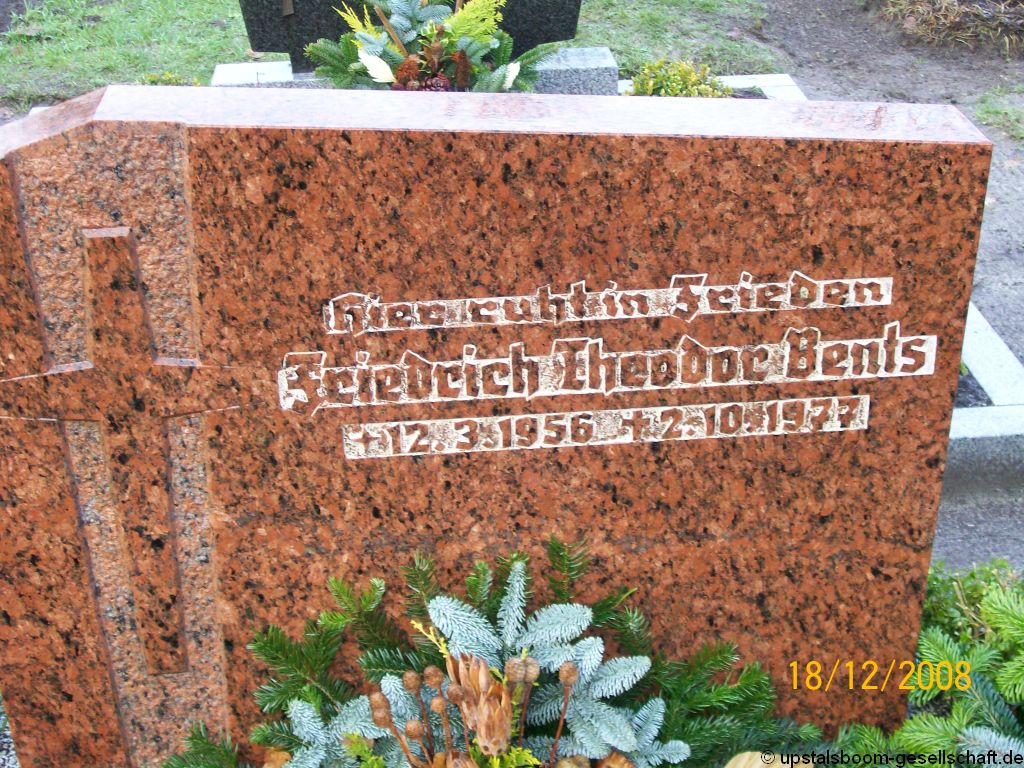 Hier ruht in Frieden
Friedrich Theodor Bents
* 12.3.1956 † 2.10.1977
18/12/2008
© upstalsboom-gesellschaft.de